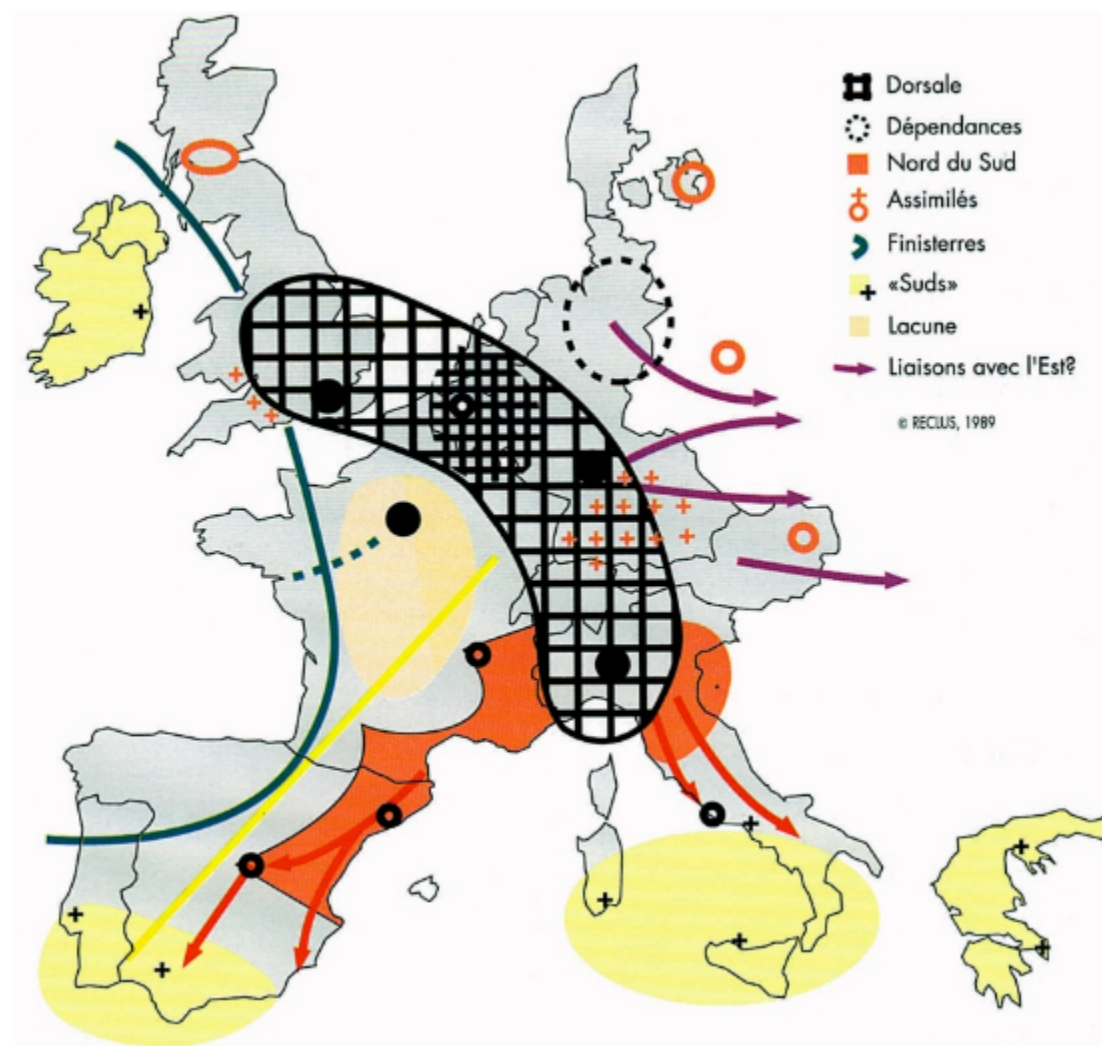 Dorsale
Dépendances
Nord du Sud
Assimilés
Finisterres
«Suds»
Lacune
Liaisons avec l'Est?
© RECLUS, 1989